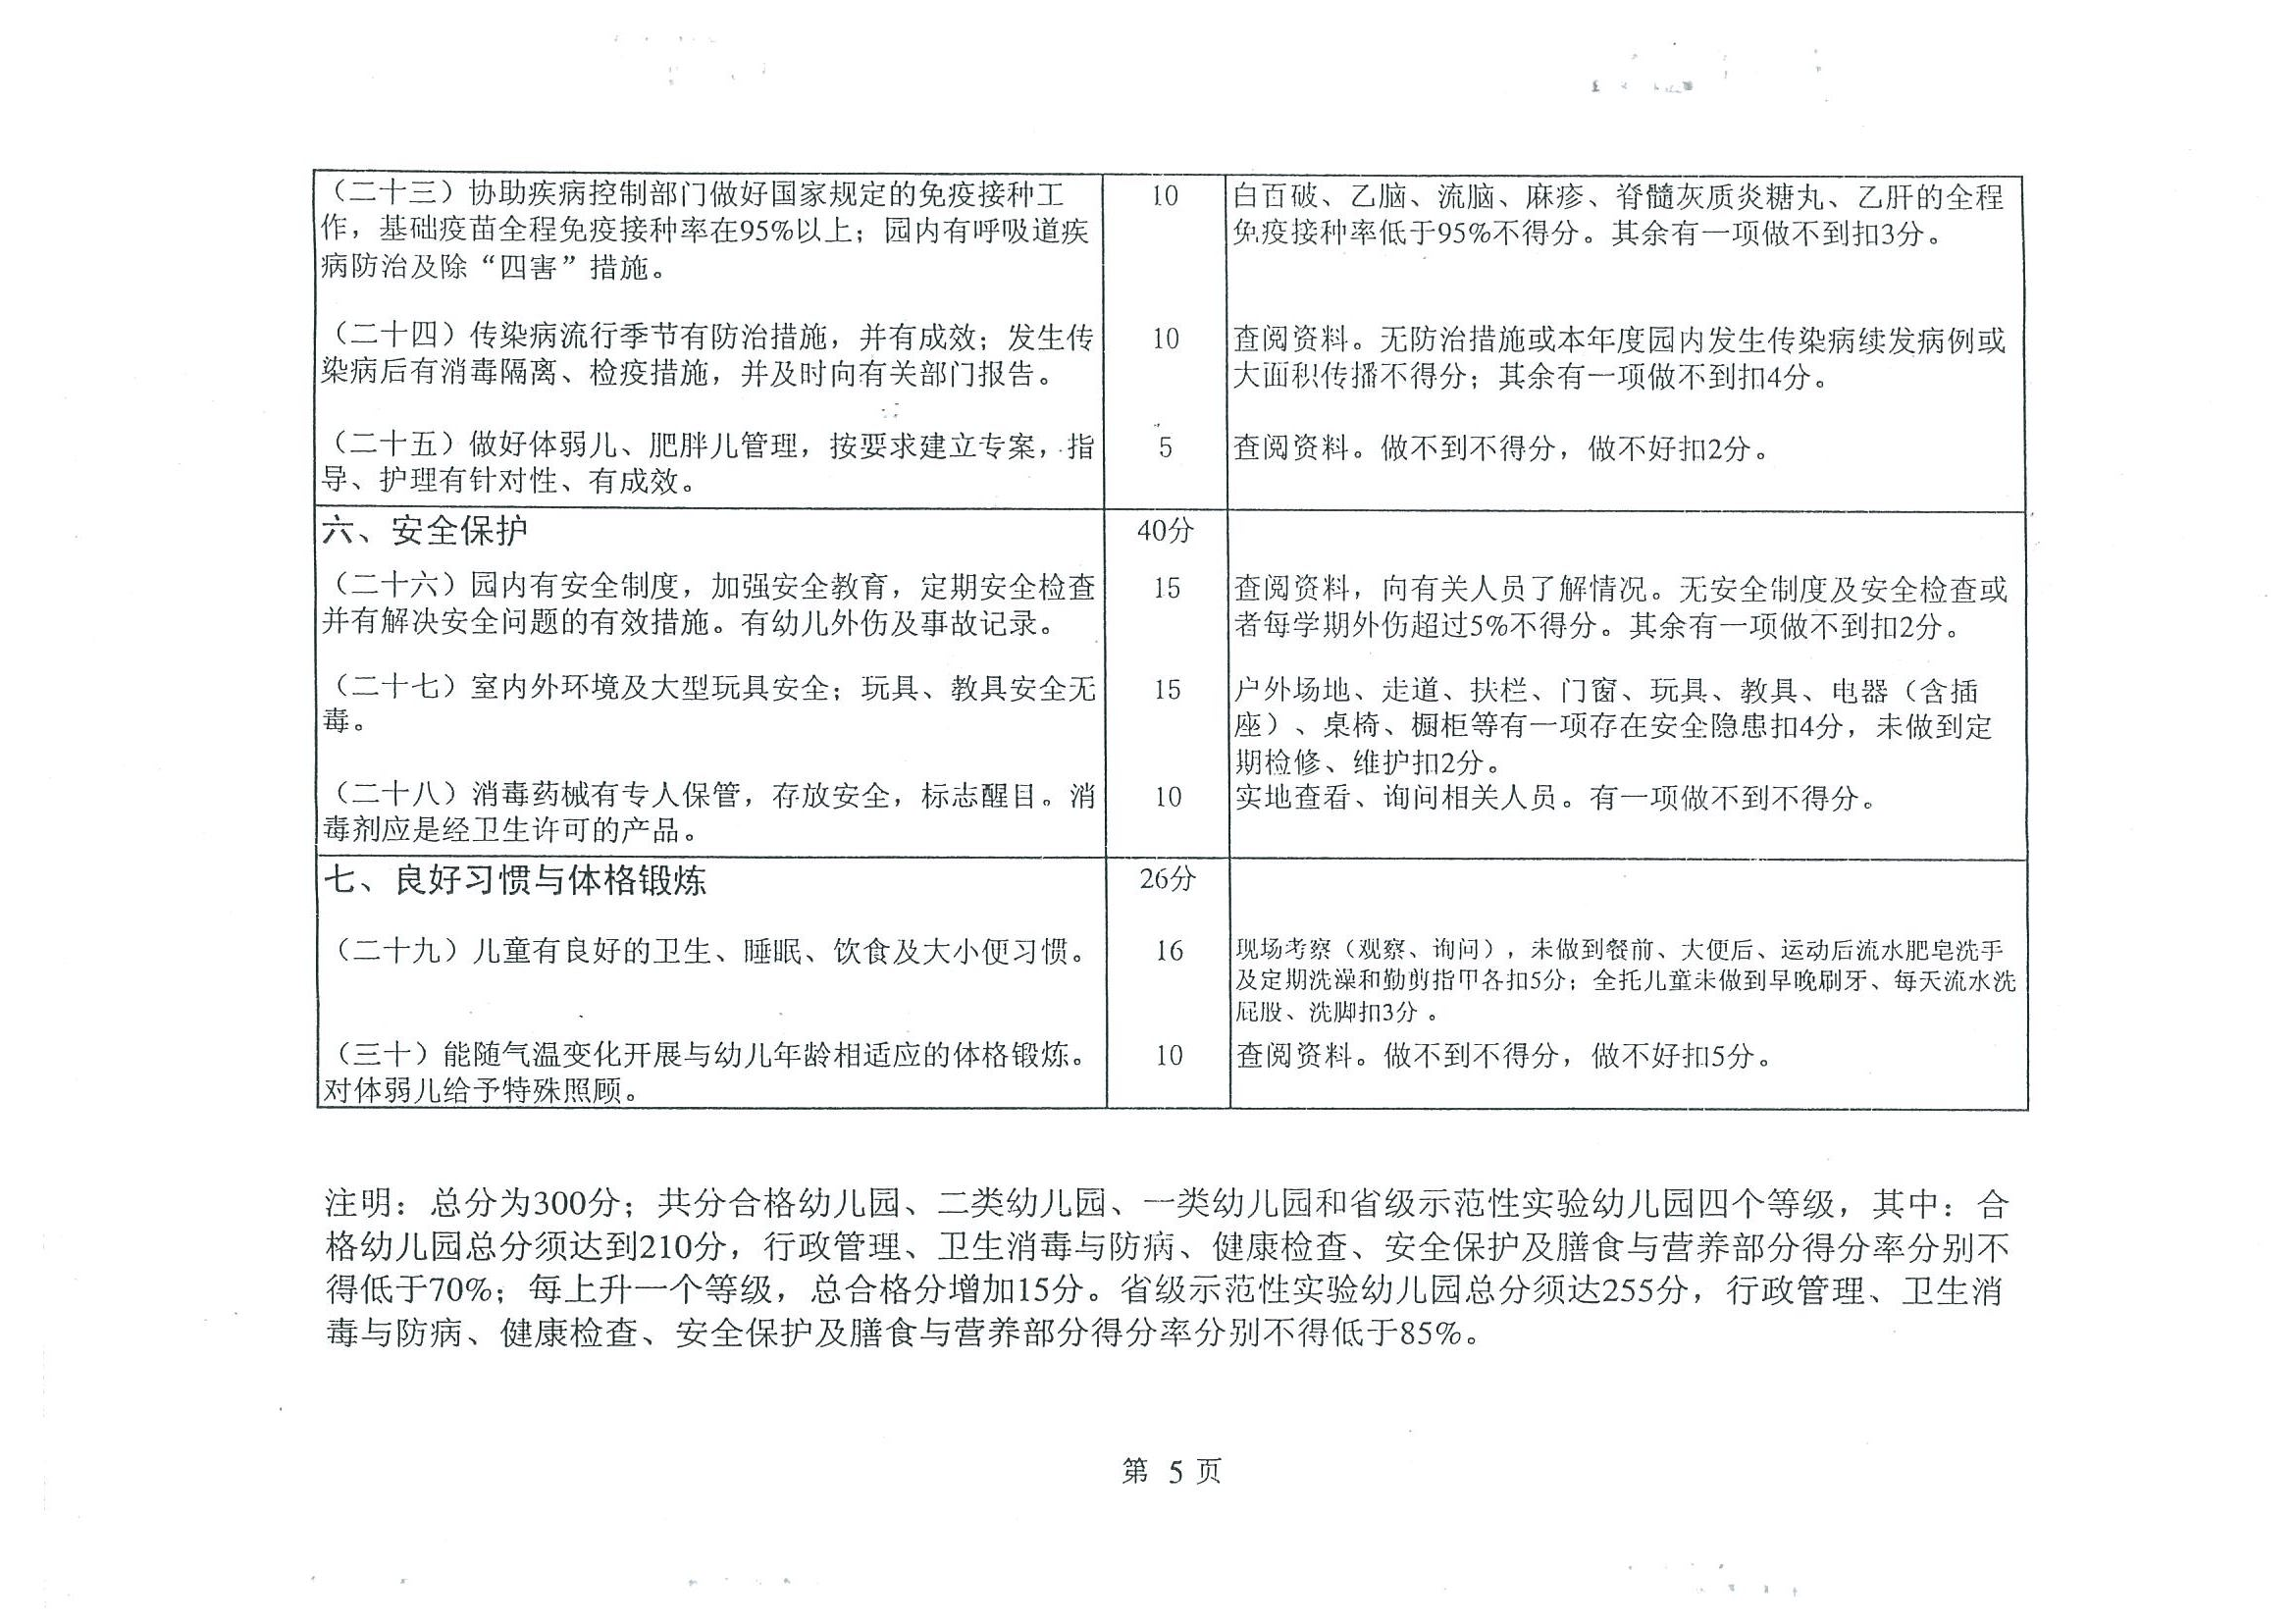 （二十三）协助疾病控制部门做好国家规定的免疫接种工
作，基础疫苗全程免疫接种率在95%以上；园内有呼吸道疾
病防治及除“四害”措施。
10
白百破、乙脑、流脑、麻疹、脊髓灰质炎糖丸、乙肝的全程
免疫接种率低于95%不得分。其余有一项做不到扣3分。
（二十四）传染病流行季节有防治措施，并有成效；发生传
染病后有消毒隔离、检疫措施，并及时向有关部门报告。
10
查阅资料。无防治措施或本年度园内发生传染病续发病例或
大面积传播不得分；其余有一项做不到扣4分。
（二十五）做好体弱儿、肥胖儿管理，按要求建立专案，指
导、护理有针对性、有成效。
5
查阅资料。做不到不得分，做不好扣2分。
六、安全保护
40分
（二十六）园内有安全制度，加强安全教育，定期安全检查
并有解决安全问题的有效措施。有幼儿外伤及事故记录。
15
查阅资料，向有关人员了解情况。无安全制度及安全检查或
者每学期外伤超过5%不得分。其余有一项做不到扣2分。
（二十七）室内外环境及大型玩具安全；玩具、教具安全无
毒。
15
户外场地、走道、扶栏、门窗、玩具、教具、电器（含插
座）、桌椅、橱柜等有一项存在安全隐患扣4分，未做到定
期检修、维护扣2分。
（二十八）消毒药械有专人保管，存放安全，标志醒目。消
毒剂应是经卫生许可的产品。
10
实地查看、询问相关人员。有一项做不到不得分。
七、良好习惯与体格锻炼
26分
（二十九）儿童有良好的卫生、睡眠、饮食及大小便习惯。
16
现场考察（观察、询问），未做到餐前、大便后、运动后流水肥皂洗手
及定期洗澡和勤剪指甲各扣5分；全托儿童未做到早晚刷牙、每天流水洗
屁股、洗脚扣3分 。
（三十）能随气温变化开展与幼儿年龄相适应的体格锻炼。
对体弱儿给予特殊照顾。
10
查阅资料。做不到不得分，做不好扣5分。
注明：总分为300分；共分合格幼儿园、二类幼儿园、一类幼儿园和省级示范性实验幼儿园四个等级，其中：合
格幼儿园总分须达到210分，行政管理、卫生消毒与防病、健康检查、安全保护及膳食与营养部分得分率分别不
得低于70%；每上升一个等级，总合格分增加15分。省级示范性实验幼儿园总分须达255分，行政管理、卫生消
毒与防病、健康检查、安全保护及膳食与营养部分得分率分别不得低于85%。
第 5 页